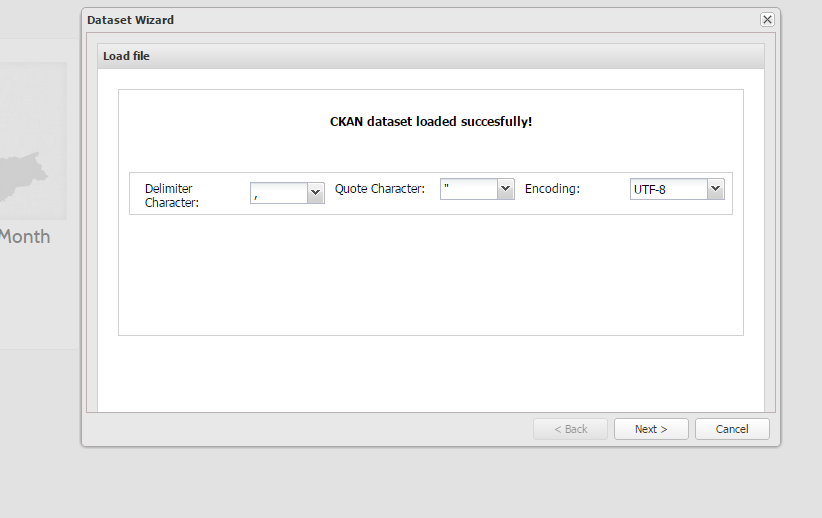 Dataset Wizard
Load file
CKAN dataset loaded succesfully!
Delimiter
Character:
,
Quote Character:
"
Encoding:
UTF-8
Month
< Back
Next >
Cancel